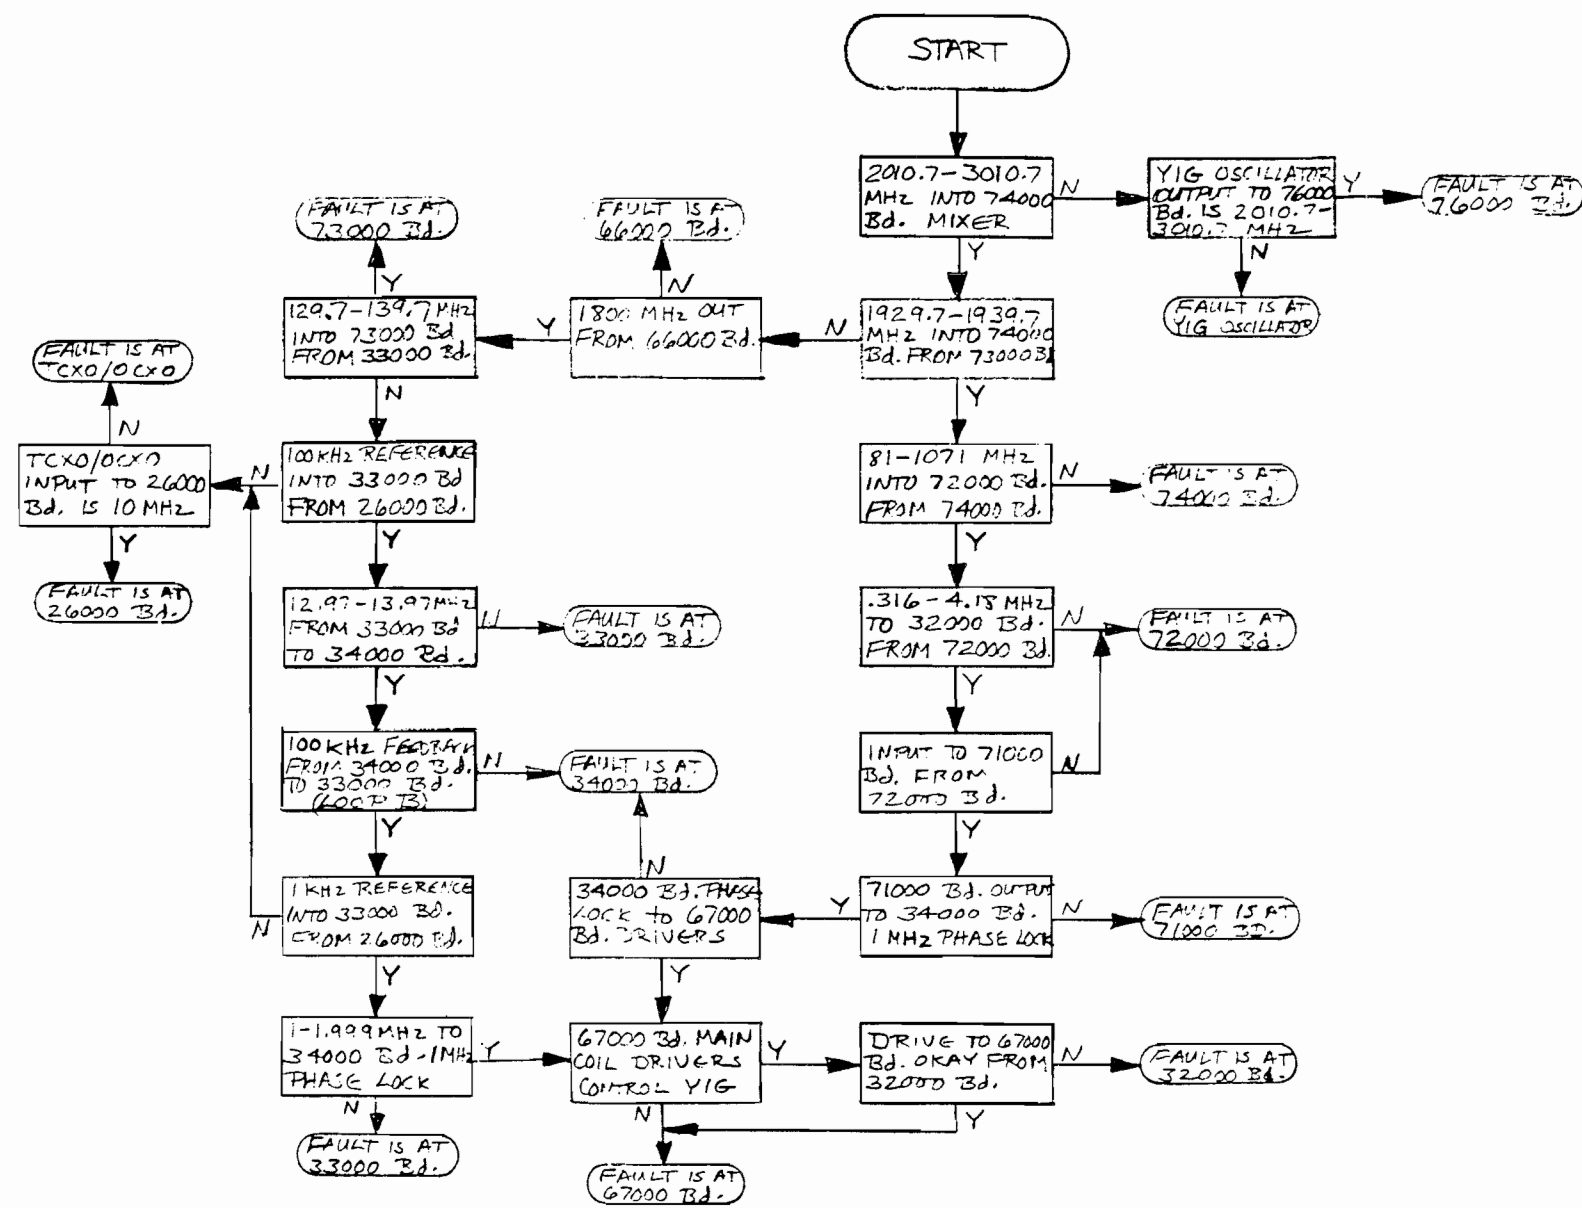 START
2010.7-3010.7
MHz INTO 74000
Bd. MIXER
N
YIG OSCILLATOR
OUTPUT TO 76000
Bd. IS 2010.7-
3010.7 MHz
Y
FAULT IS AT
76000 Bd.
N
FAULT IS AT
YIG OSCILLATOR
Y
1929.7-1939.7
MHz INTO 74000
Bd. FROM 73000 Bd
N
1800 MHz OUT
FROM 66000 Bd.
N
FAULT IS AT
66000 Bd.
Y
129.7-139.7 MHz
INTO 73000 Bd
FROM 33000 Bd.
Y
FAULT IS AT
73000 Bd.
N
100 KHz REFERENCE
INTO 33000 Bd
FROM 26000 Bd.
N
TCXO/OCXO
INPUT TO 26000
Bd. IS 10 MHz
N
FAULT IS AT
TCXO/OCXO
Y
FAULT IS AT
26000 Bd.
Y
12.97-13.97 MHz
FROM 33000 Bd
TO 34000 Bd.
N
FAULT IS AT
33000 Bd.
Y
100 KHz FEEDBACK
FROM 34000 Bd.
TO 33000 Bd.
(LOOP B)
N
FAULT IS AT
34000 Bd.
Y
1 KHz REFERENCE
INTO 33000 Bd.
FROM 26000 Bd.
N
Y
1-1.999 MHz TO
34000 Bd-1MHz
PHASE LOCK
N
FAULT IS AT
33000 Bd.
Y
Y
81-1071 MHz
INTO 72000 Bd.
FROM 74000 Bd.
N
FAULT IS AT
74000 Bd.
Y
.316-4.18 MHz
TO 32000 Bd.
FROM 72000 Bd.
N
FAULT IS AT
72000 Bd.
Y
INPUT TO 71000
Bd. FROM
72000 Bd.
N
Y
71000 Bd. OUTPUT
TO 34000 Bd.
1 MHz PHASE LOCK
N
FAULT IS AT
71000 BD.
Y
34000 Bd. PHASE
LOCK to 67000
Bd. DRIVERS
N
Y
67000 Bd. MAIN
COIL DRIVERS
CONTROL YIG
Y
DRIVE TO 67000
Bd. OKAY FROM
32000 Bd.
N
FAULT IS AT
32000 Bd.
N
Y
FAULT IS AT
67000 Bd.